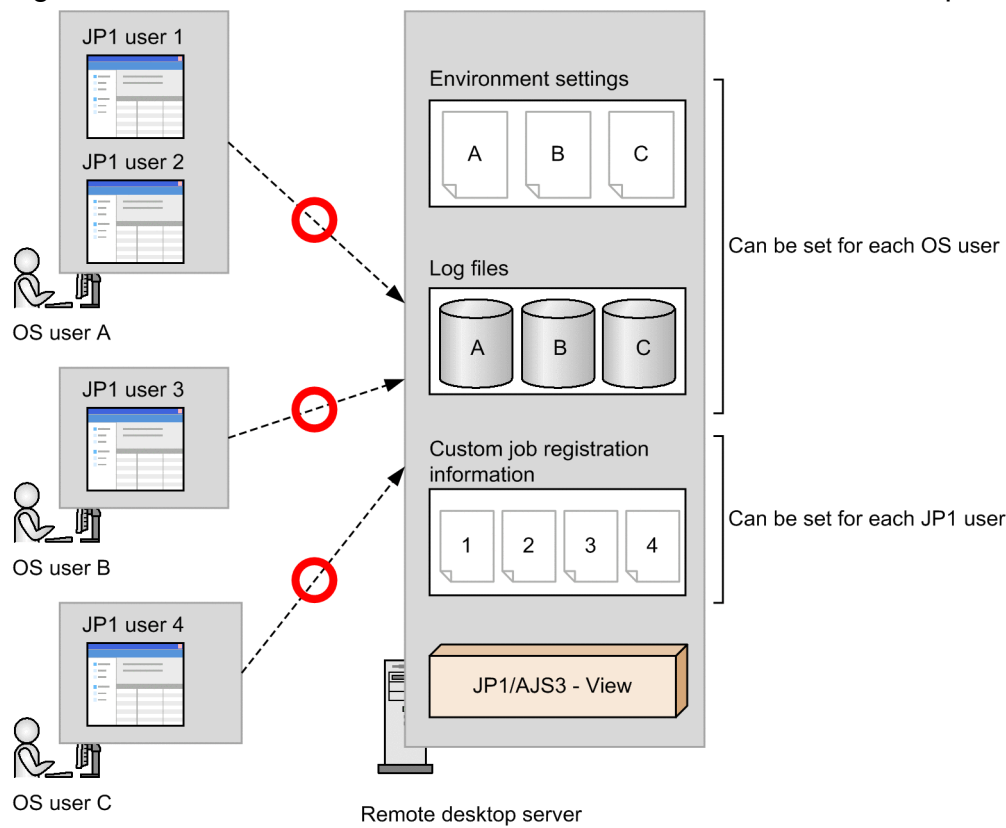 JP1 user 1
JP1 user 2
OS user A
JP1 user 3
OS user B
JP1 user 4
OS user C
Environment settings
A B C
Log files
A B C
Custom job registration
information
1 2 3 4
JP1/AJS3 - View
Remote desktop server
Can be set for each OS user
Can be set for each JP1 user